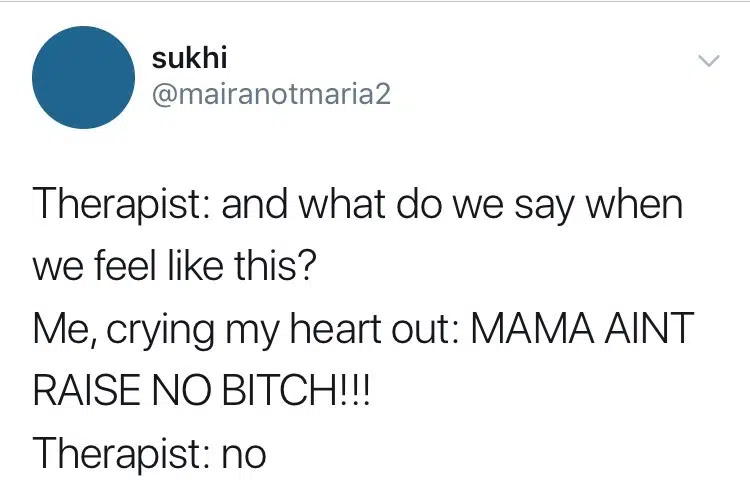 sukhi
@mairanotmaria2
Therapist: and what do we say when
we feel like this?
Me, crying my heart out: MAMA AINT
RAISE NO BITCH!!!
Therapist: no